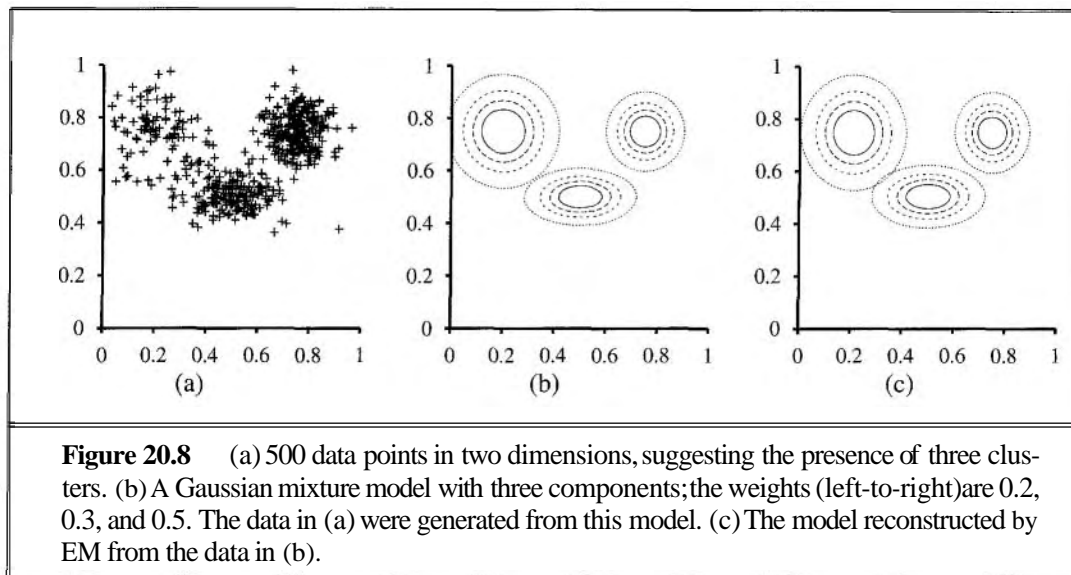 1 1 1
0.8 0.8 0.8
0.6 0.6 0.6
0.4 0.4 0.4
0.2 0.2 0.2
0 0 0
0 0.2 0.4 0.6 0.8 1 0 0.2 0.4 0.6 0.8 1 0 0.2 0.4 0.6 0.8 1
(a) (b) (c)
Figure 20.8 (a) 500 data points in two dimensions, suggesting the presence of three clus-
ters. (b) A Gaussian mixture model with three components; the weights (left-to-right) are 0.2,
0.3, and 0.5. The data in (a) were generated from this model. (c) The model reconstructed by
EM from the data in (b).